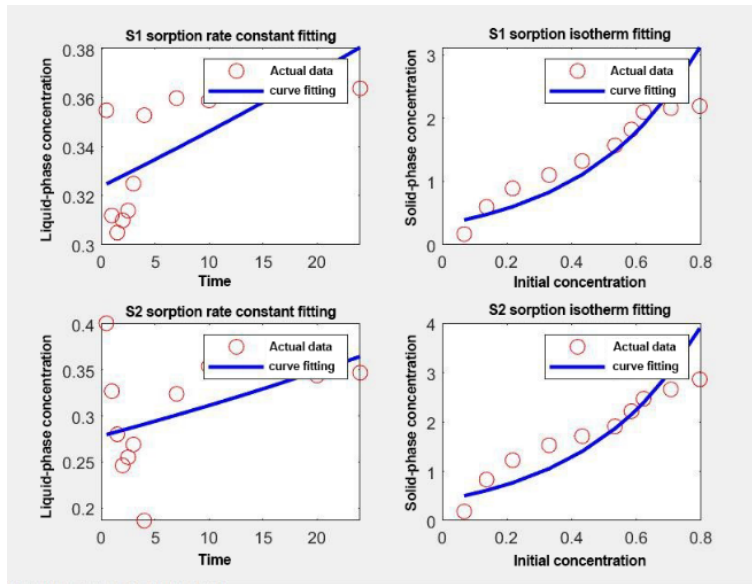 S1 sorption rate constant fitting
0.38
0.36
0.34
0.32
0.3
Liquid-phase concentration
Actual data
curve fitting
0
5
10
15
20
Time
S1 sorption isotherm fitting
3
2
1
0
Solid-phase concentration
Actual data
curve fitting
0
0.2
0.4
0.6
0.8
Initial concentration
S2 sorption rate constant fitting
0.4
0.35
0.3
0.25
0.2
Liquid-phase concentration
Actual data
curve fitting
0
5
10
15
20
Time
S2 sorption isotherm fitting
4
3
2
1
0
Solid-phase concentration
Actual data
curve fitting
0
0.2
0.4
0.6
0.8
Initial concentration